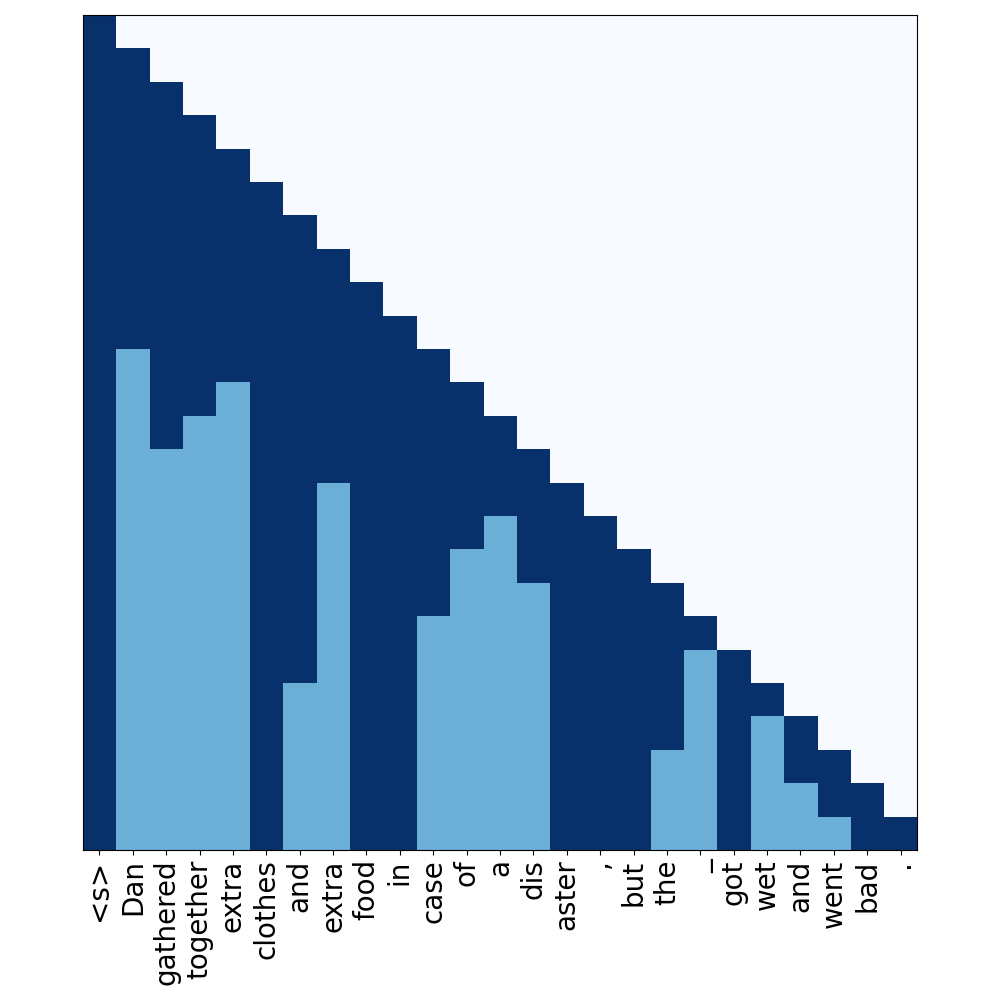 <s> Dan gathered together extra clothes and extra food in case of a dis aster , but the _ got wet and went bad .